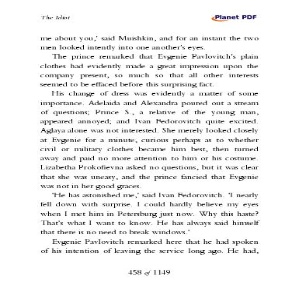 The Idiot
Planet PDF
me about you,' said Muishkin, and for an instant the two
men looked intently into one another's eyes.
The prince remarked that Evgenie Pavlovitch's plain
clothes had evidently made a great impression upon the
company present, so much so that all other interests
seemed to be effaced before this surprising fact.
His change of dress was evidently a matter of some
importance. Adelaida and Alexandra poured out a stream
of questions; Prince S., a relative of the young man,
appeared annoyed; and Ivan Fedorovitch quite excited.
Aglaya alone was not interested. She merely looked closely
at Evgenie for a minute, curious perhaps as to whether
civil or military clothes became him best, then turned
away and paid no more attention to him or his costume.
Lizabetha Prokofievna asked no questions, but it was clear
that she was uneasy, and the prince fancied that Evgenie
was not in her good graces.
'He has astonished me,' said Ivan Fedorovitch. 'I nearly
fell down with surprise. I could hardly believe my eyes
when I met him in Petersburg just now. Why this haste?
That's what I want to know. He has always said himself
that there is no need to break windows.'
Evgenie Pavlovitch remarked here that he had spoken
of his intention of leaving the service long ago. He had,
458 of 1149